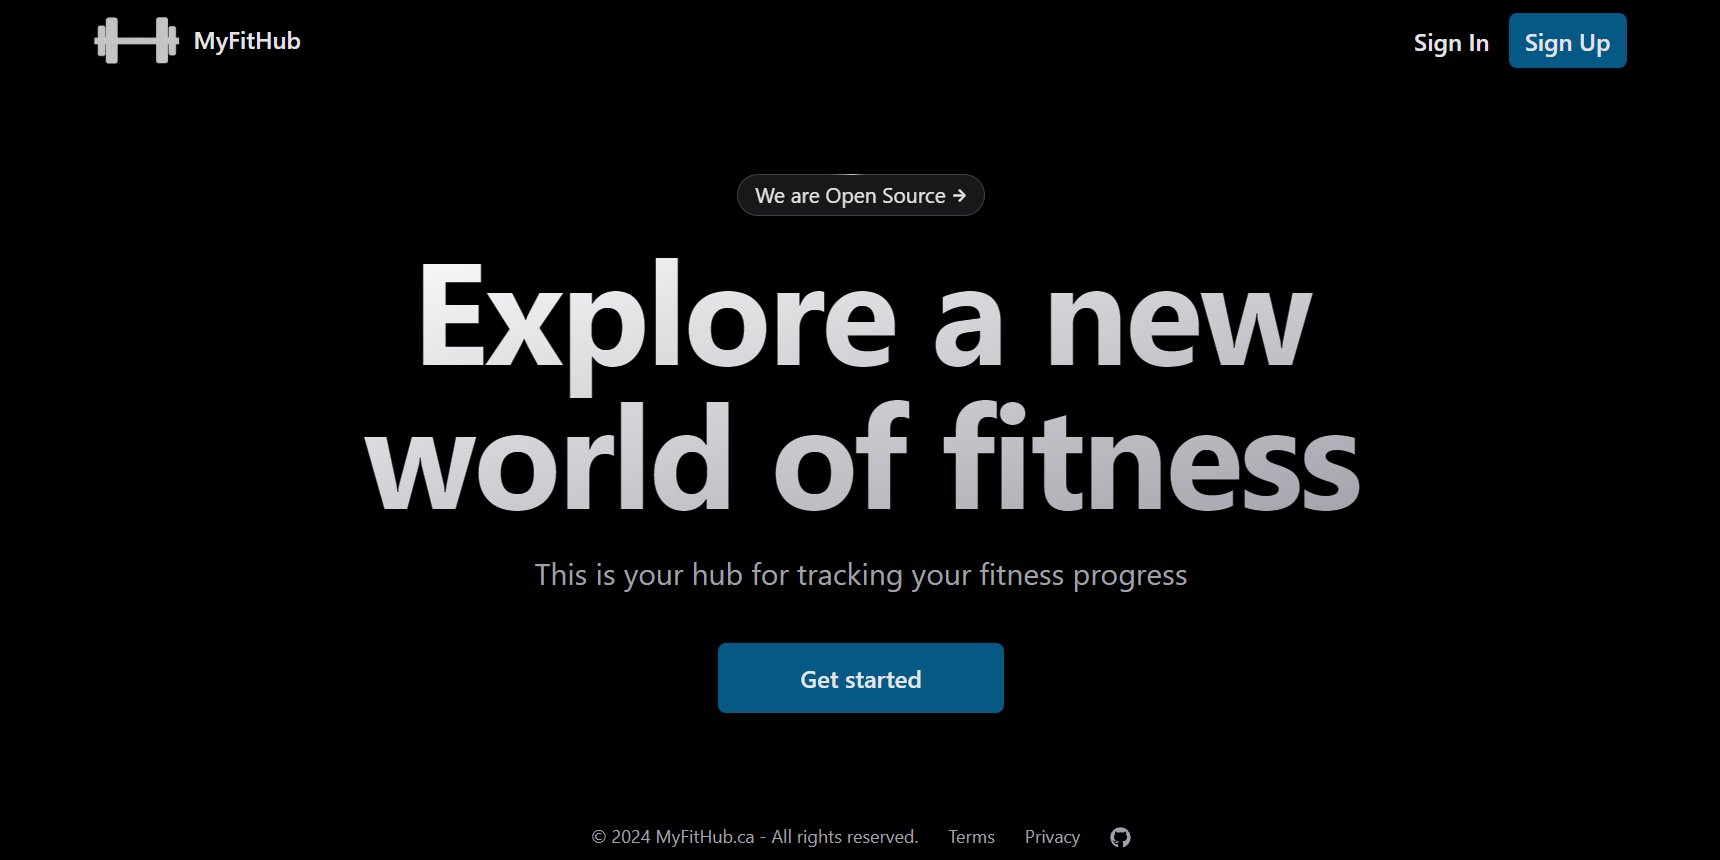 MyFitHub
Sign In
Sign Up
We are Open Source →
Explore a new
world of fitness
This is your hub for tracking your fitness progress
Get started
© 2024 MyFitHub.ca - All rights reserved.
Terms
Privacy